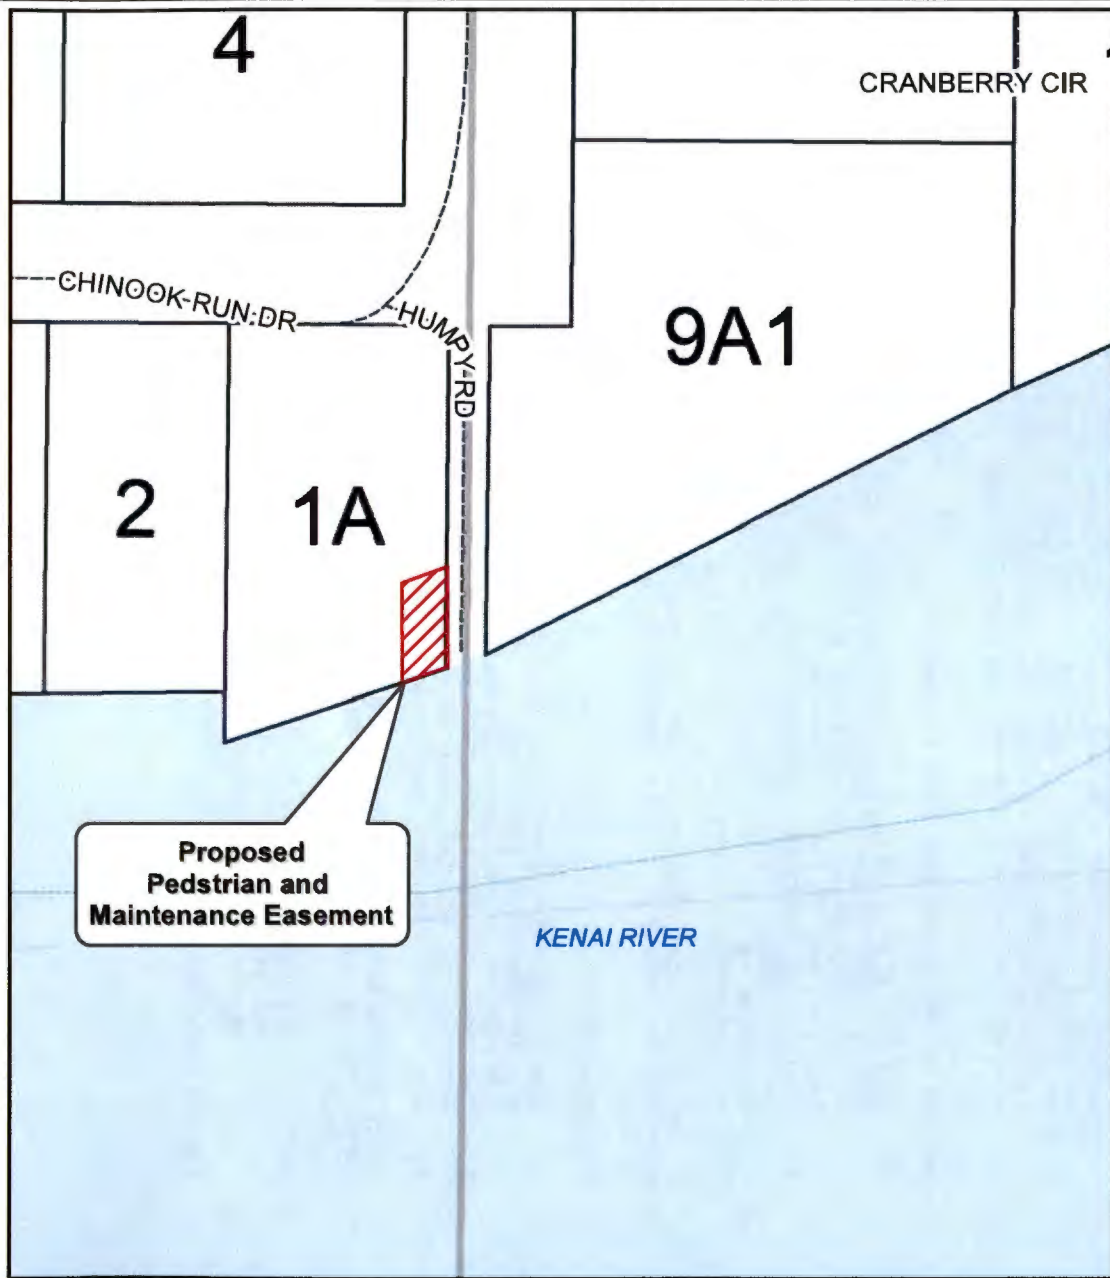 4
CRANBERRY CIR
CHINOOK RUN DR
HUMPY RD
9A1
2
1A
Proposed
Pedstrian and
Maintenance Easement
KENAI RIVER